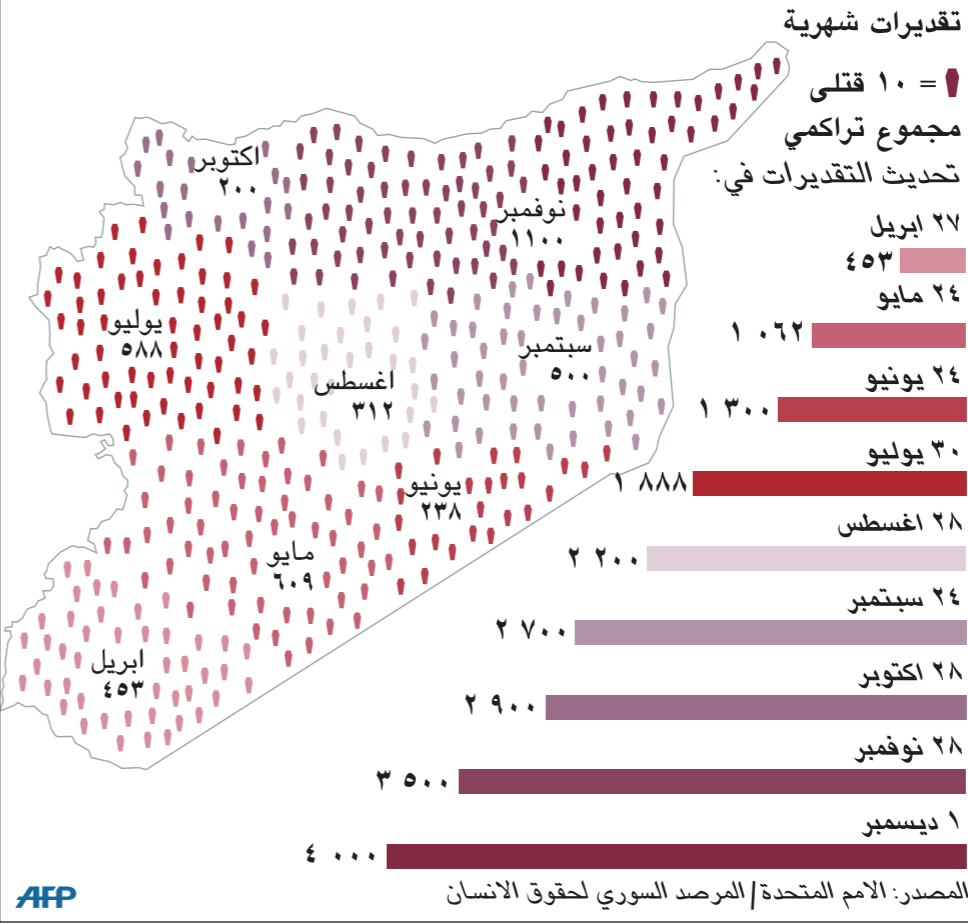 تقديرات شهرية
= ١٠ قتلى
مجموع تراكمي
تحديث التقديرات في:
٢٧ ابريل
٤٥٣
٢٤ مايو
١ ٠٦٢
٢٤ يونيو
١ ٣٠٠
٣٠ يوليو
١ ٨٨٨
٢٨ اغسطس
٢ ٢٠٠
٢٤ سبتمبر
٢ ٧٠٠
٢٨ اكتوبر
٢ ٩٠٠
٢٨ نوفمبر
٣ ٥٠٠
١ ديسمبر
٤ ٠٠٠
اكتوبر
٢٠٠
نوفمبر
١١٠٠
يوليو
٥٨٨
سبتمبر
٥٠٠
اغسطس
٣١٢
يونيو
٢٣٨
مايو
٦٠٩
ابريل
٤٥٣
المصدر: الامم المتحدة/المرصد السوري لحقوق الانسان
AFP